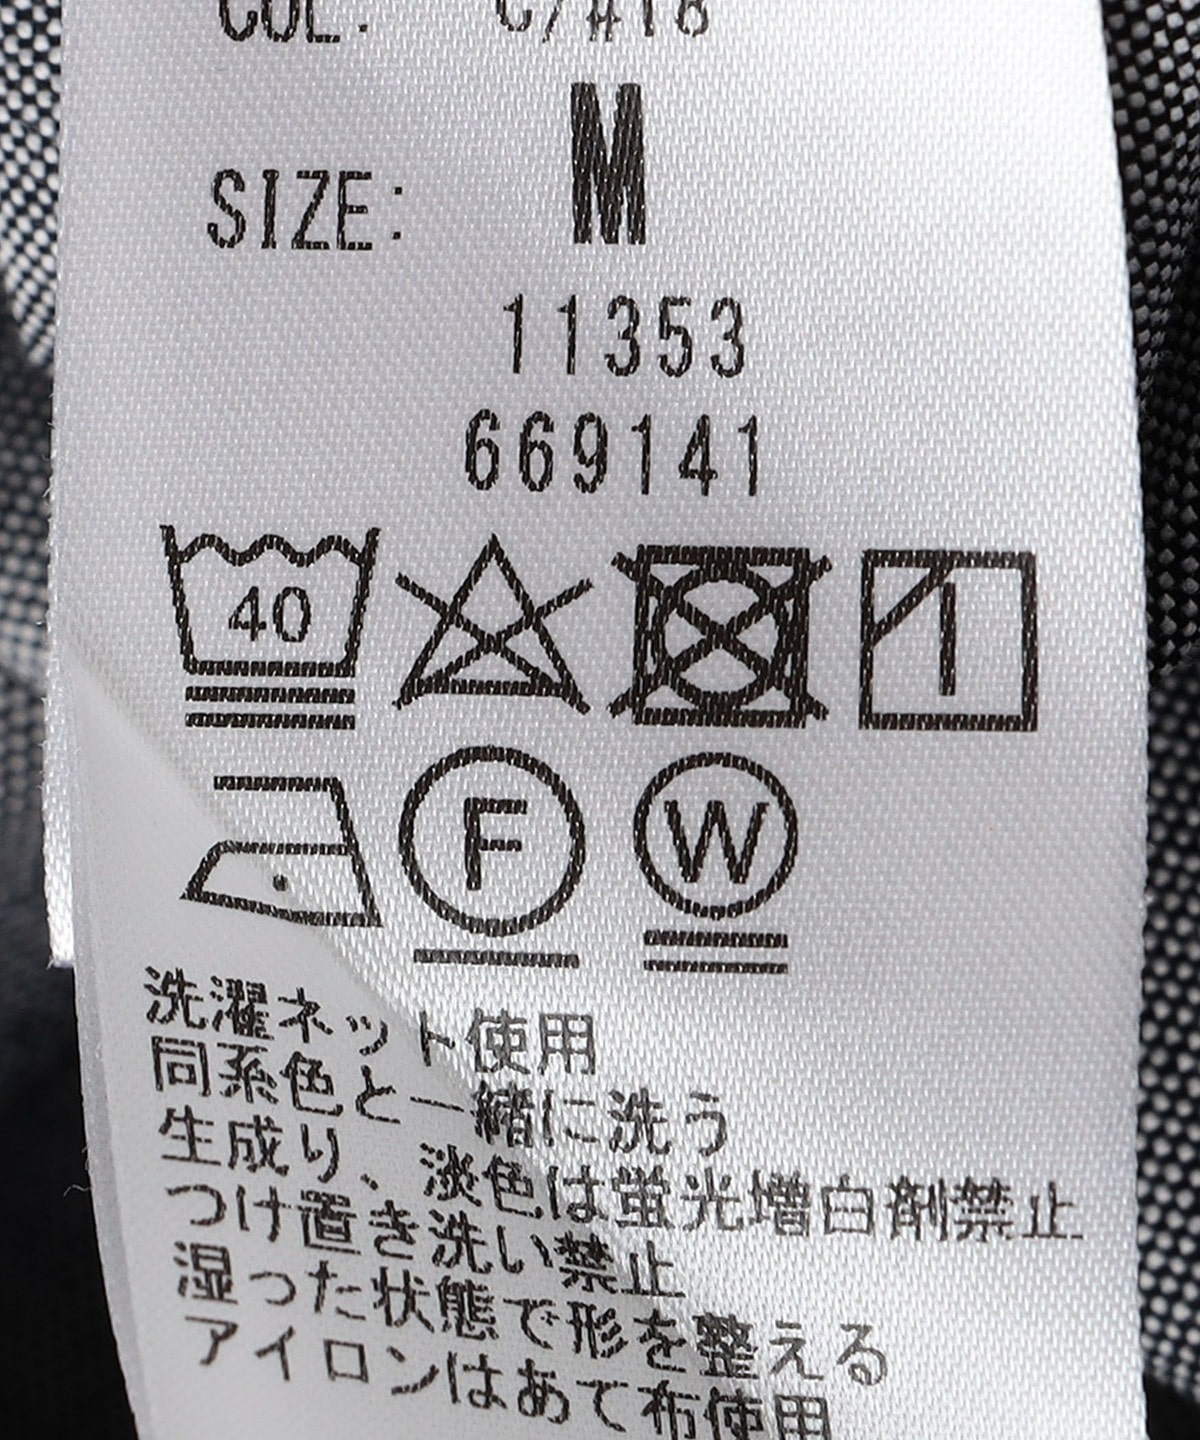 COL: C/#18
SIZE: M
11353
669141
40
F W
洗濯ネット使用
同系色と一緒に洗う
生成り、淡色は蛍光増白剤禁止
つけ置き洗い禁止
湿った状態で形を整える
アイロンはあて布使用